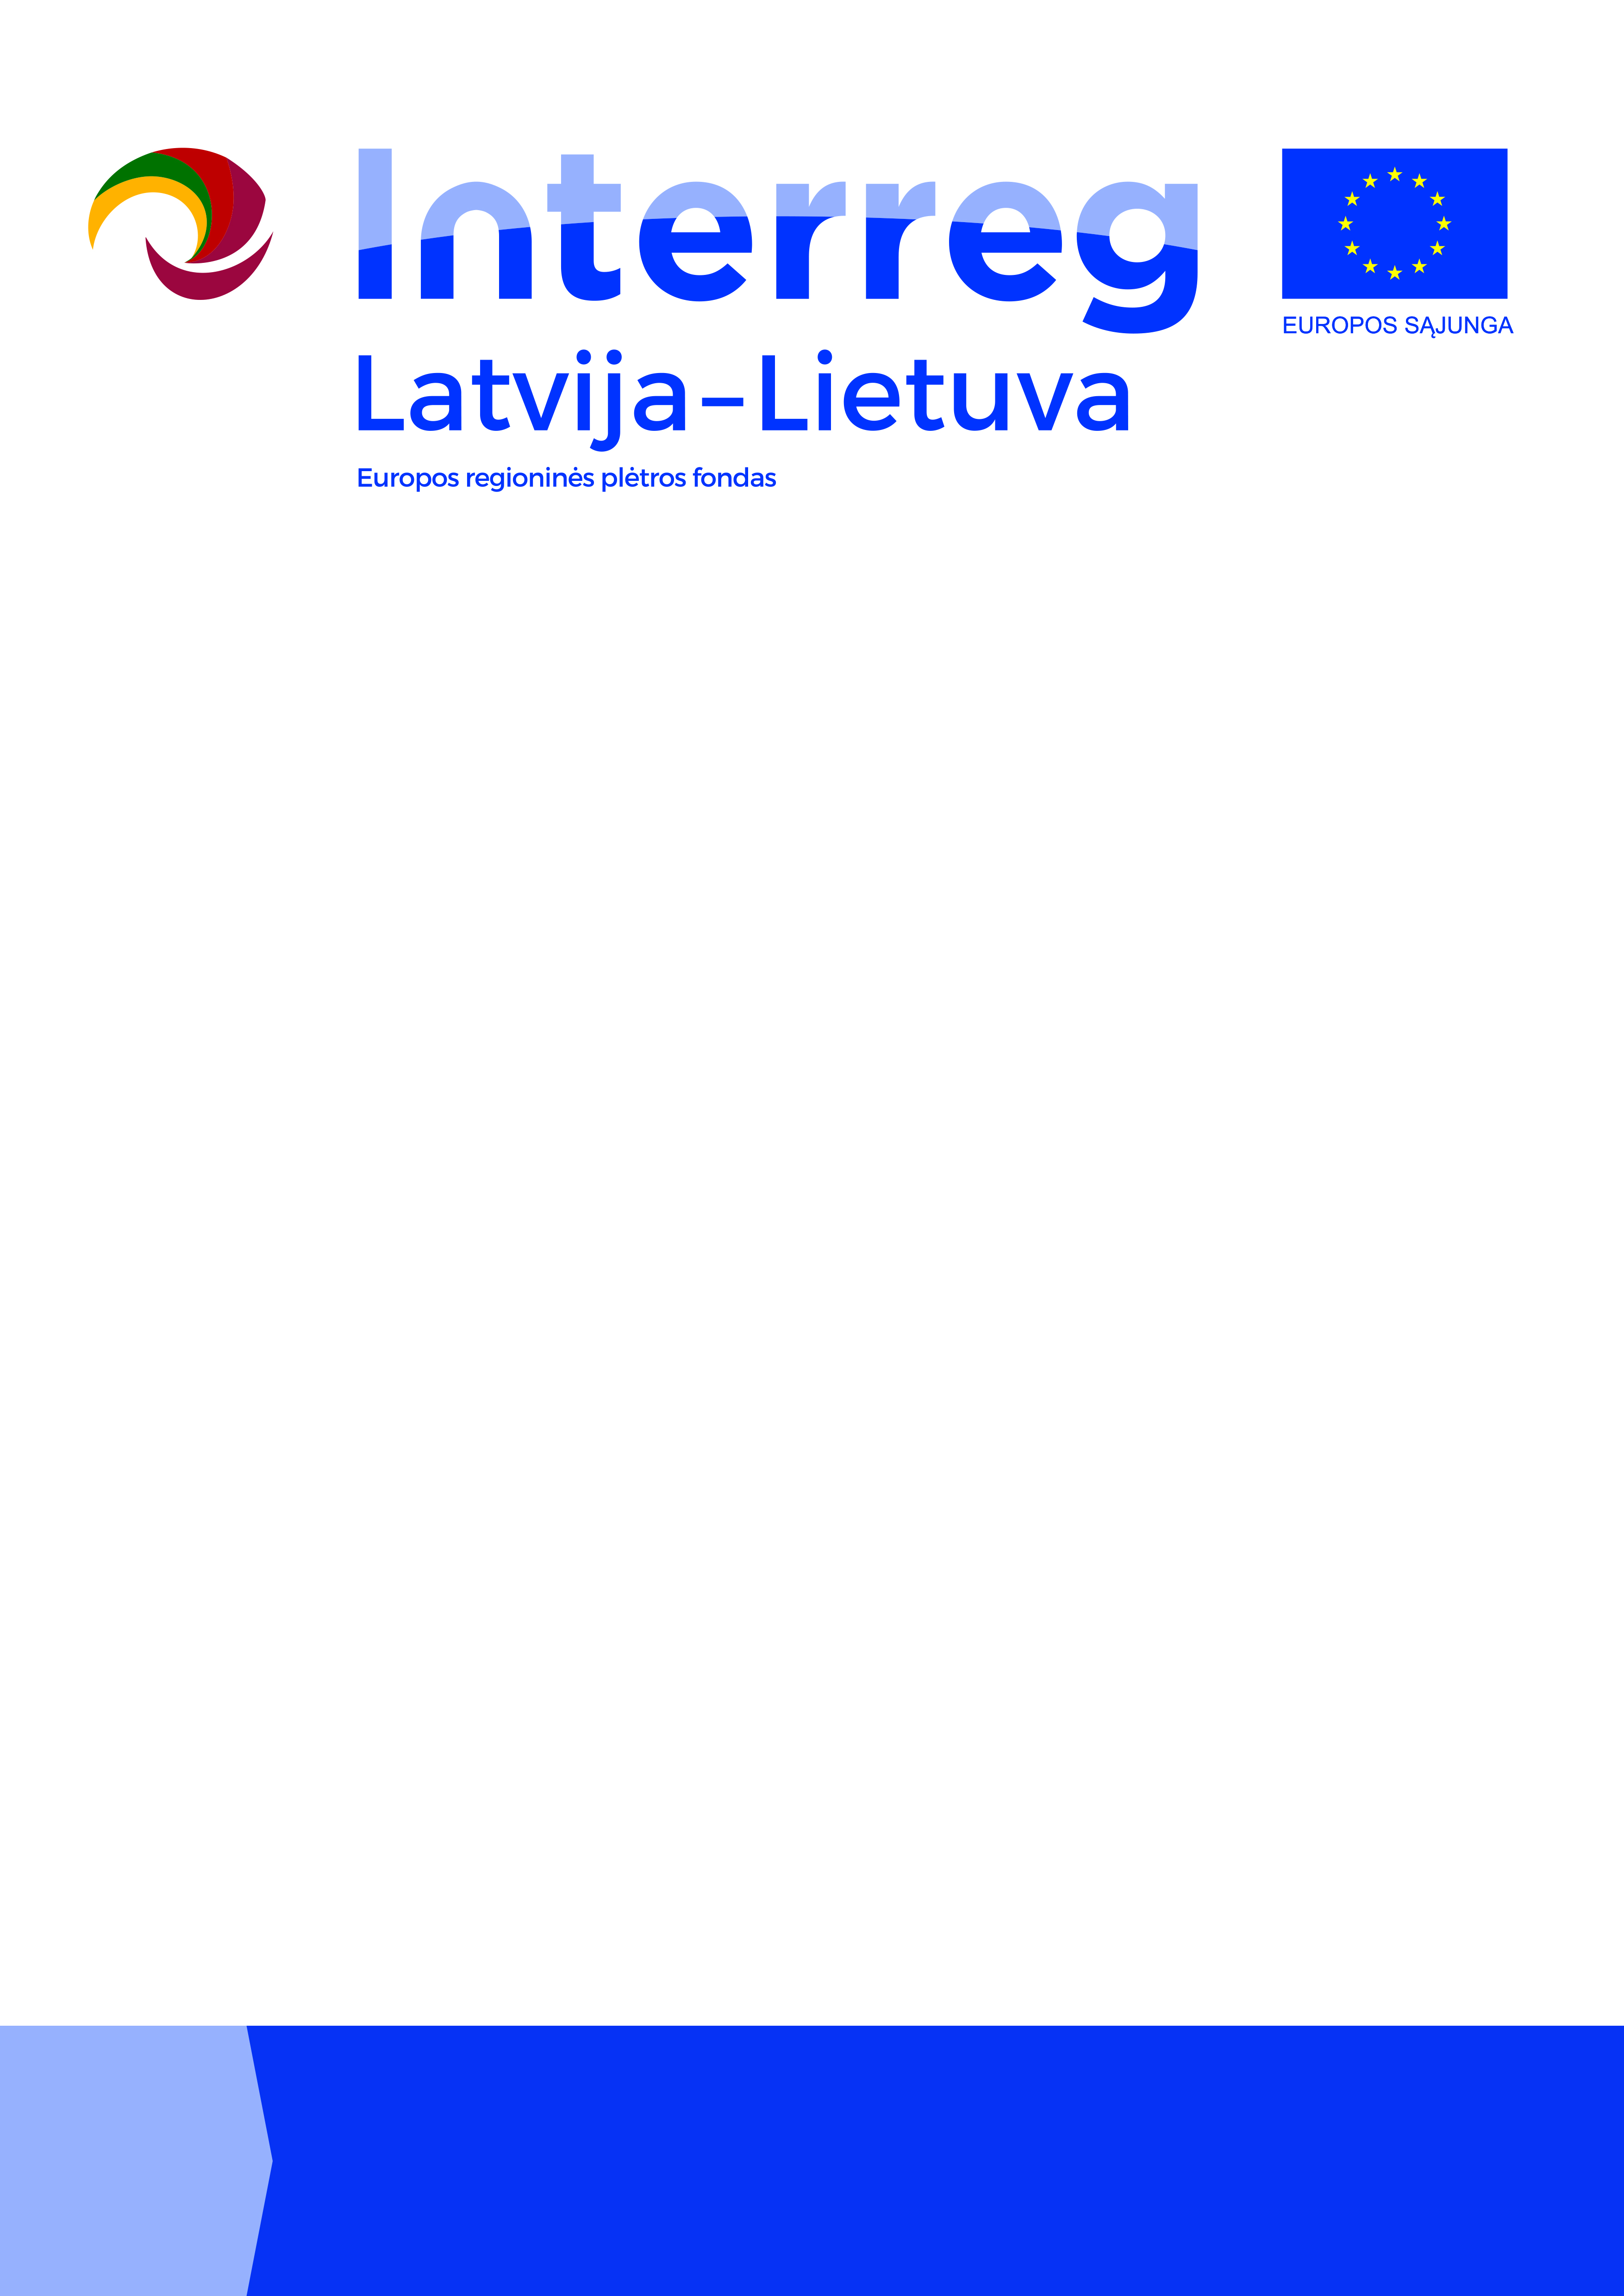 Interreg
EUROPOS SĄJUNGA
Latvija–Lietuva
Europos regioninės plėtros fondas